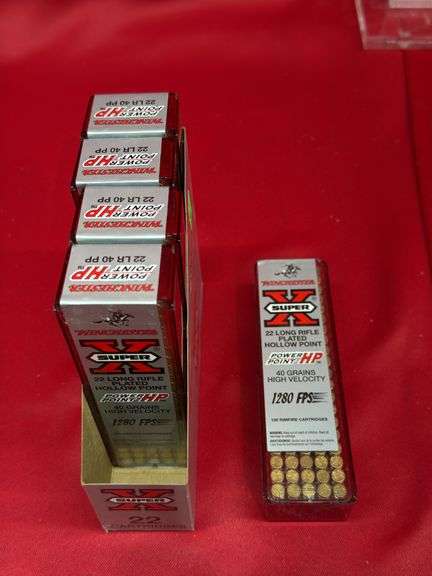 22 LR 40 PP
POWER
POINT HP
WINCHESTER
22 LR 40 PP
POWER
POINT HP
WINCHESTER
22 LR 40 PP
POWER
POINT HP
WINCHESTER
22 LR 40 PP
POWER
POINT HP
WINCHESTER
WINCHESTER
X
SUPER
22 LONG RIFLE
PLATED
HOLLOW POINT
POWER
POINT HP
40 GRAINS
HIGH VELOCITY
1280 FPS
X
SUPER
22
CARTRIDGES
WINCHESTER
X
SUPER
22 LONG RIFLE
PLATED
HOLLOW POINT
POWER
POINT HP
40 GRAINS
HIGH VELOCITY
1280 FPS
100 RIMFIRE CARTRIDGES